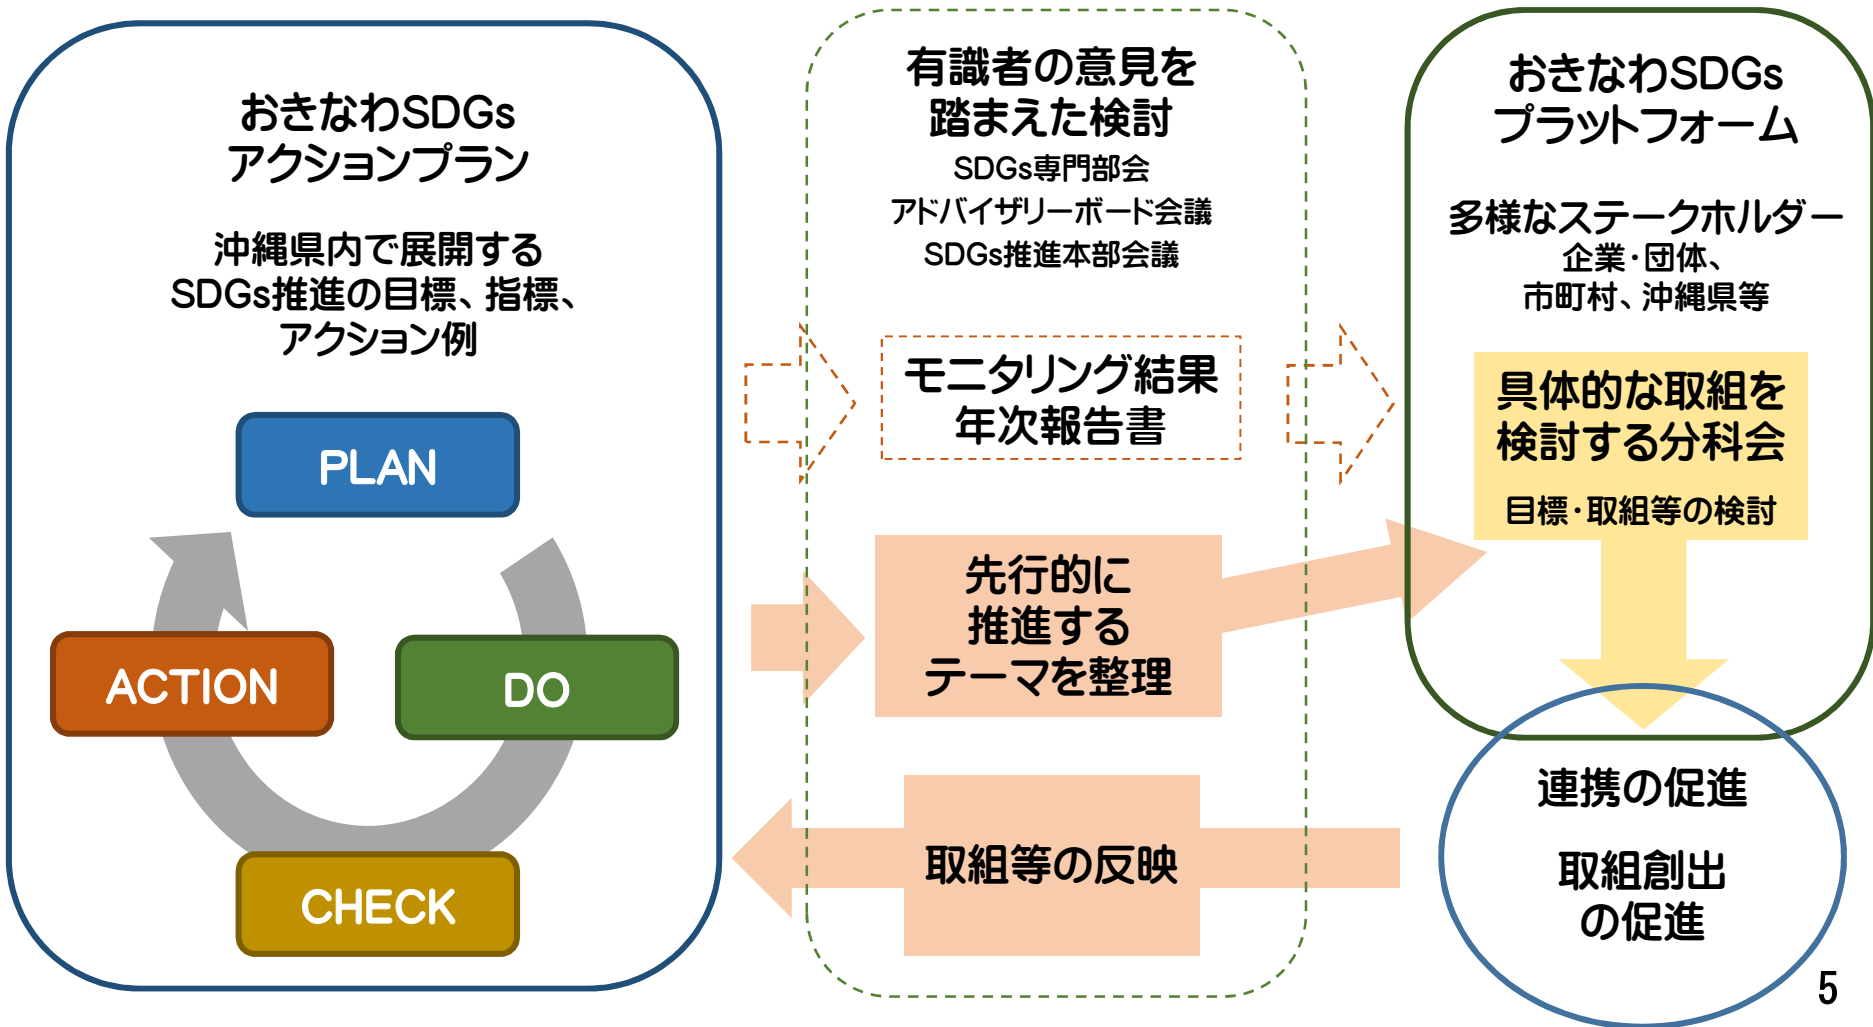 おきなわSDGs
アクションプラン
沖縄県内で展開する
SDGs推進の目標、指標、
アクション例
PLAN
ACTION
DO
CHECK
有識者の意見を
踏まえた検討
SDGs専門部会
アドバイザリーボード会議
SDGs推進本部会議
モニタリング結果
年次報告書
先行的に
推進する
テーマを整理
取組等の反映
おきなわSDGs
プラットフォーム
多様なステークホルダー
企業・団体、
市町村、沖縄県等
具体的な取組を
検討する分科会
目標・取組等の検討
連携の促進
取組創出
の促進
5